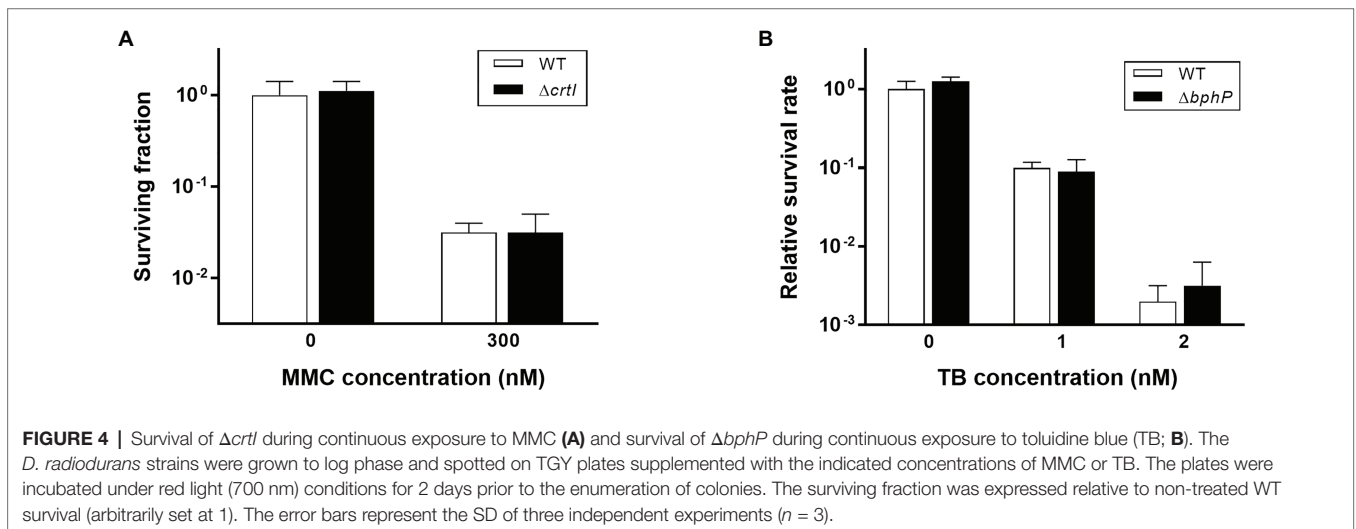 A
Surviving fraction
10⁰
10⁻¹
10⁻²
WT
ΔcrtI
0 300
MMC concentration (nM)
B
Relative survival rate
10⁰
10⁻¹
10⁻²
10⁻³
WT
ΔbphP
0 1 2
TB concentration (nM)
FIGURE 4 | Survival of ΔcrtI during continuous exposure to MMC (A) and survival of ΔbphP during continuous exposure to toluidine blue (TB; B). The
D. radiodurans strains were grown to log phase and spotted on TGY plates supplemented with the indicated concentrations of MMC or TB. The plates were
incubated under red light (700 nm) conditions for 2 days prior to the enumeration of colonies. The surviving fraction was expressed relative to non-treated WT
survival (arbitrarily set at 1). The error bars represent the SD of three independent experiments (n = 3).